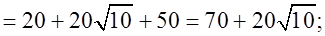 = 20 + 20√10 + 50 = 70 + 20√10;